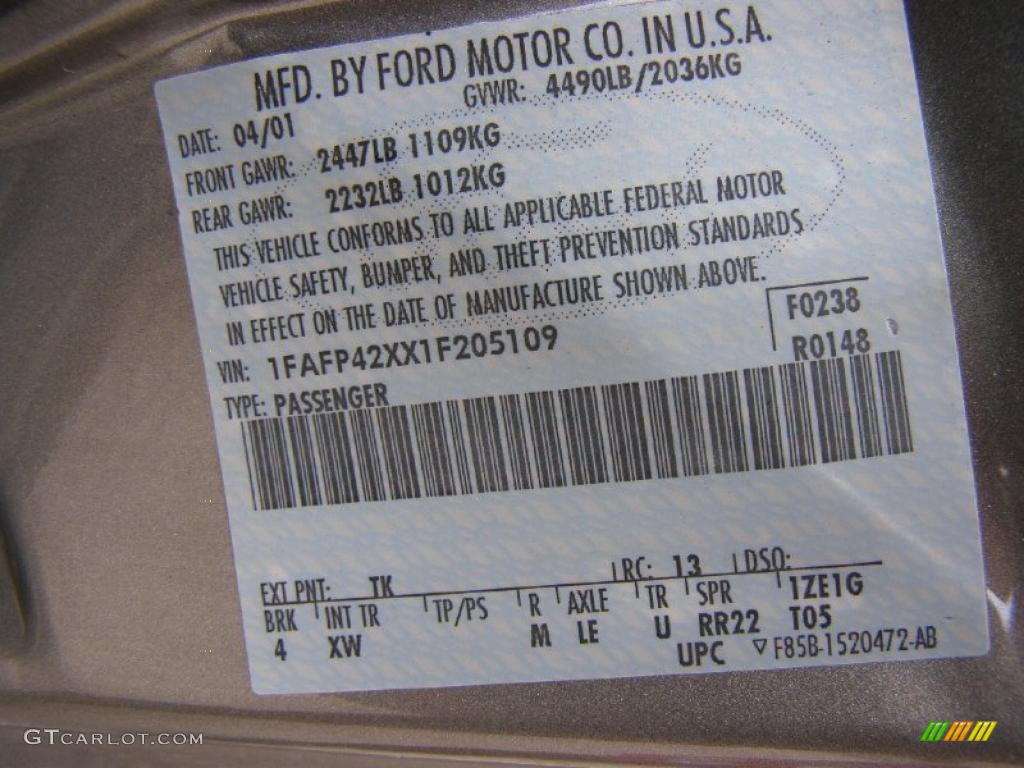 MFD. BY FORD MOTOR CO. IN U.S.A.
DATE: 04/01 GVWR: 4490LB/2036KG
FRONT GAWR: 2447LB 1109KG
REAR GAWR: 2232LB 1012KG
THIS VEHICLE CONFORMS TO ALL APPLICABLE FEDERAL MOTOR
VEHICLE SAFETY, BUMPER, AND THEFT PREVENTION STANDARDS
IN EFFECT ON THE DATE OF MANUFACTURE SHOWN ABOVE.
VIN: 1FAFP42XX1F205109 F0238
TYPE: PASSENGER R0148
EXT PNT: TK RC: 13 DSO:
BRK INT TR TP/PS R AXLE TR SPR 1ZE1G
4 XW M LE U RR22 T05
UPC ▽ F85B-1520472-AB
GTCARLOT.COM